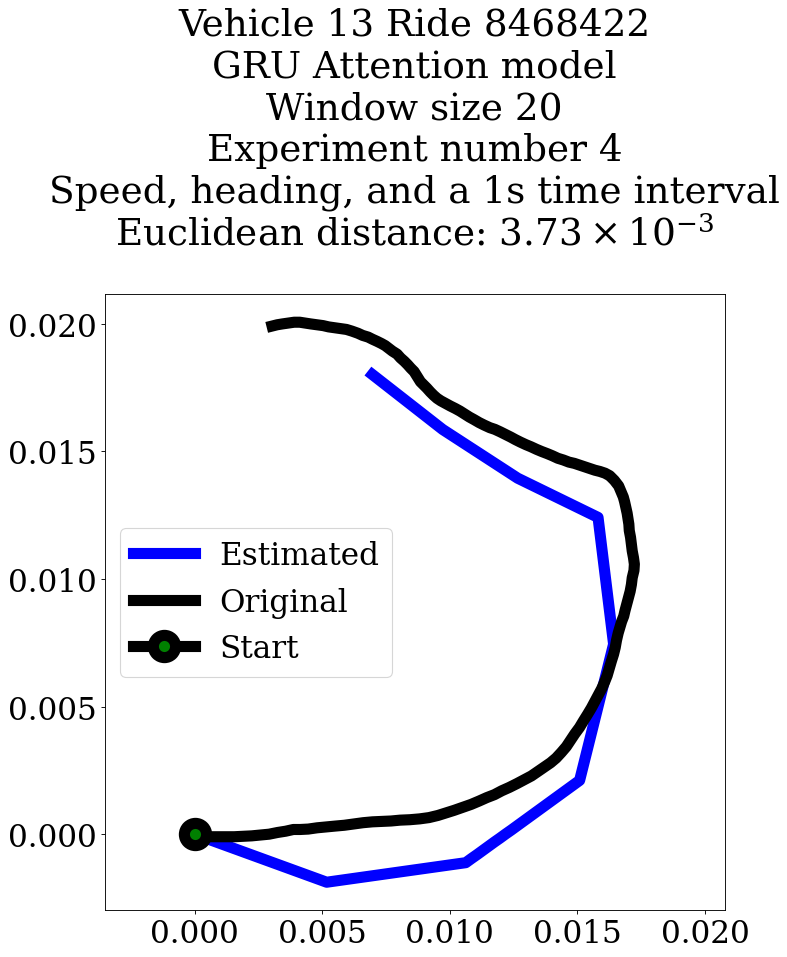 Vehicle 13 Ride 8468422
GRU Attention model
Window size 20
Experiment number 4
Speed, heading, and a 1s time interval
Euclidean distance: 3.73 × 10⁻³
0.020
0.015
0.010
0.005
0.000
Estimated
Original
Start
0.000 0.005 0.010 0.015 0.020